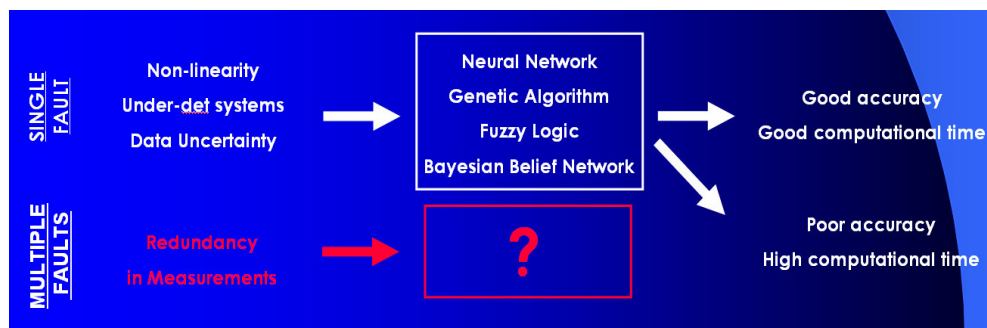 SINGLE
FAULT
Non-linearity
Under-det systems
Data Uncertainty
Neural Network
Genetic Algorithm
Fuzzy Logic
Bayesian Belief Network
Good accuracy
Good computational time
MULTIPLE
FAULTS
Redundancy
in Measurements
?
Poor accuracy
High computational time